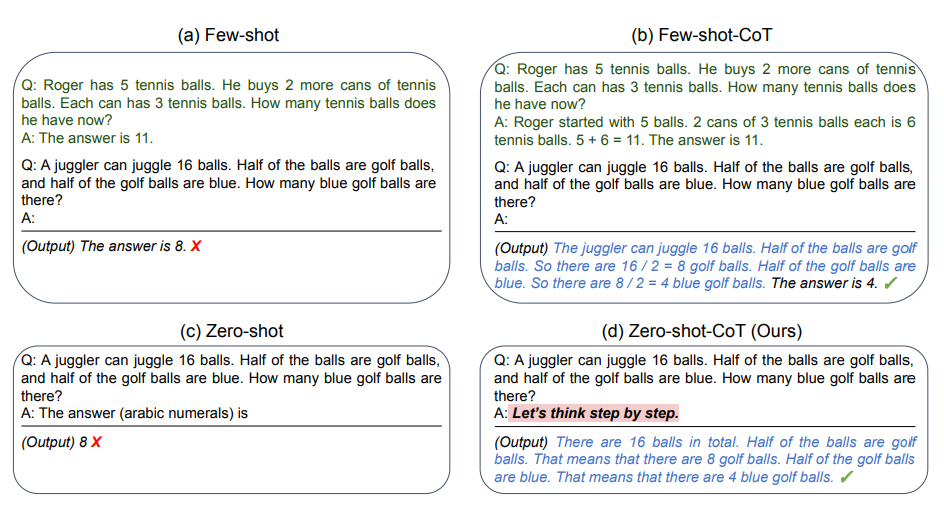 (a) Few-shot
Q: Roger has 5 tennis balls. He buys 2 more cans of tennis
balls. Each can has 3 tennis balls. How many tennis balls does
he have now?
A: The answer is 11.
Q: A juggler can juggle 16 balls. Half of the balls are golf balls,
and half of the golf balls are blue. How many blue golf balls are
there?
A:
(Output) The answer is 8. X
(b) Few-shot-CoT
Q: Roger has 5 tennis balls. He buys 2 more cans of tennis
balls. Each can has 3 tennis balls. How many tennis balls does
he have now?
A: Roger started with 5 balls. 2 cans of 3 tennis balls each is 6
tennis balls. 5 + 6 = 11. The answer is 11.
Q: A juggler can juggle 16 balls. Half of the balls are golf balls,
and half of the golf balls are blue. How many blue golf balls are
there?
A:
(Output) The juggler can juggle 16 balls. Half of the balls are golf
balls. So there are 16 / 2 = 8 golf balls. Half of the golf balls are
blue. So there are 8 / 2 = 4 blue golf balls. The answer is 4. ✓
(c) Zero-shot
Q: A juggler can juggle 16 balls. Half of the balls are golf balls,
and half of the golf balls are blue. How many blue golf balls are
there?
A: The answer (arabic numerals) is
(Output) 8 X
(d) Zero-shot-CoT (Ours)
Q: A juggler can juggle 16 balls. Half of the balls are golf balls,
and half of the golf balls are blue. How many blue golf balls are
there?
A: Let's think step by step.
(Output) There are 16 balls in total. Half of the balls are golf
balls. That means that there are 8 golf balls. Half of the golf balls
are blue. That means that there are 4 blue golf balls. ✓